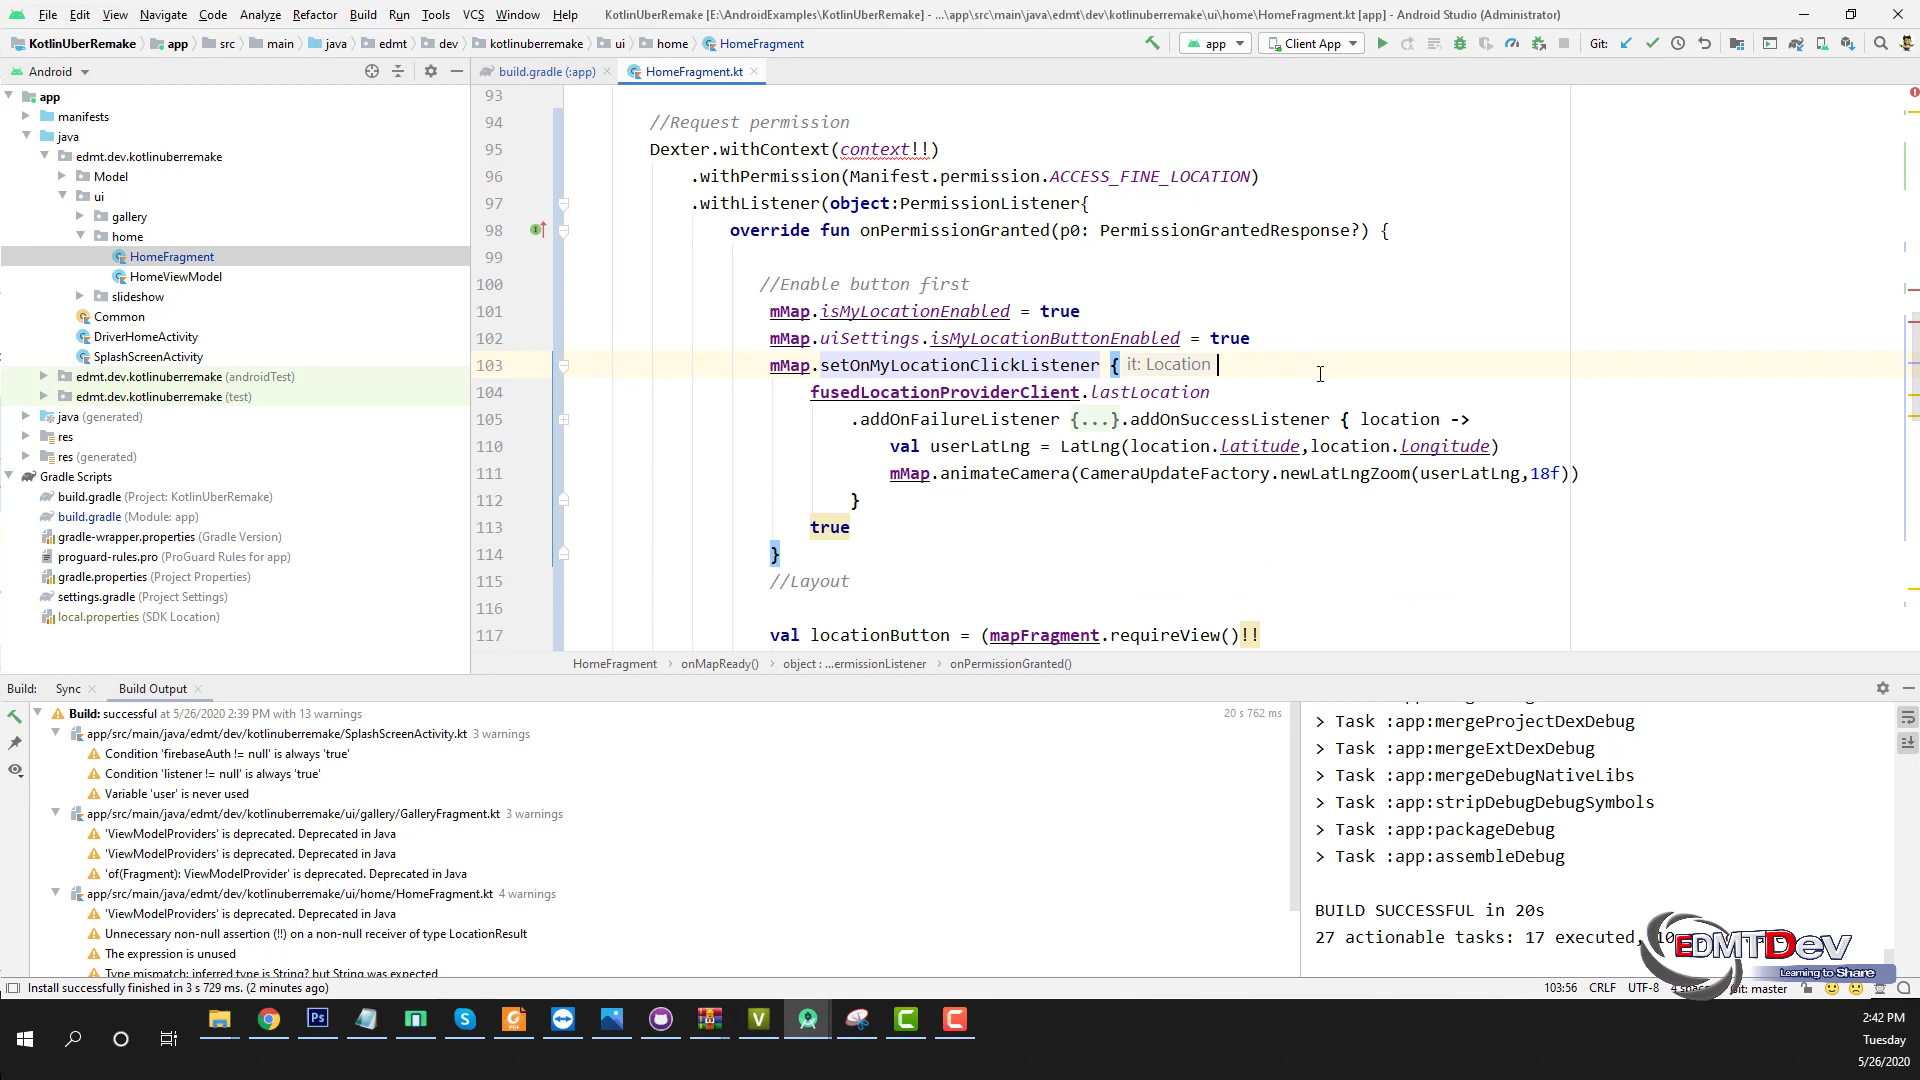 File Edit View Navigate Code Analyze Refactor Build Run Tools VCS Window Help KotlinUberRemake [E:\AndroidExamples\KotlinUberRemake] - ...\app\src\main\java\edmt\dev\kotlinuberremake\ui\home\HomeFragment.kt [app] - Android Studio (Administrator)
KotlinUberRemake app src main java edmt dev kotlinuberremake ui home HomeFragment app Client App Git:
Android build.gradle (:app) HomeFragment.kt
app
manifests
java
edmt.dev.kotlinuberremake
Model
ui
gallery
home
HomeFragment
HomeViewModel
slideshow
Common
DriverHomeActivity
SplashScreenActivity
edmt.dev.kotlinuberremake (androidTest)
edmt.dev.kotlinuberremake (test)
java (generated)
res
res (generated)
Gradle Scripts
build.gradle (Project: KotlinUberRemake)
build.gradle (Module: app)
gradle-wrapper.properties (Gradle Version)
proguard-rules.pro (ProGuard Rules for app)
gradle.properties (Project Properties)
settings.gradle (Project Settings)
local.properties (SDK Location)
93
94 //Request permission
95 Dexter.withContext(context!!)
96 .withPermission(Manifest.permission.ACCESS_FINE_LOCATION)
97 .withListener(object:PermissionListener{
98 override fun onPermissionGranted(p0: PermissionGrantedResponse?) {
99
100 //Enable button first
101 mMap.isMyLocationEnabled = true
102 mMap.uiSettings.isMyLocationButtonEnabled = true
103 mMap.setOnMyLocationClickListener { it: Location
104 fusedLocationProviderClient.lastLocation
105 .addOnFailureListener {...}.addOnSuccessListener { location ->
110 val userLatLng = LatLng(location.latitude,location.longitude)
111 mMap.animateCamera(CameraUpdateFactory.newLatLngZoom(userLatLng,18f))
112 }
113 true
114 }
115 //Layout
116
117 val locationButton = (mapFragment.requireView()!!
HomeFragment onMapReady() object : ...ermissionListener onPermissionGranted()
Build: Sync Build Output
Build: successful at 5/26/2020 2:39 PM with 13 warnings 20 s 762 ms
app/src/main/java/edmt/dev/kotlinuberremake/SplashScreenActivity.kt 3 warnings
Condition 'firebaseAuth != null' is always 'true'
Condition 'listener != null' is always 'true'
Variable 'user' is never used
app/src/main/java/edmt/dev/kotlinuberremake/ui/gallery/GalleryFragment.kt 3 warnings
'ViewModelProviders' is deprecated. Deprecated in Java
'ViewModelProviders' is deprecated. Deprecated in Java
'of(Fragment): ViewModelProvider' is deprecated. Deprecated in Java
app/src/main/java/edmt/dev/kotlinuberremake/ui/home/HomeFragment.kt 4 warnings
'ViewModelProviders' is deprecated. Deprecated in Java
Unnecessary non-null assertion (!!) on a non-null receiver of type LocationResult
The expression is unused
Type mismatch: inferred type is String? but String was expected
> Task :app:mergeProjectDexDebug
> Task :app:mergeExtDexDebug
> Task :app:mergeDebugNativeLibs
> Task :app:stripDebugDebugSymbols
> Task :app:packageDebug
> Task :app:assembleDebug
BUILD SUCCESSFUL in 20s
27 actionable tasks: 17 executed, 10
EDMTDev
Learning to Share
Install successfully finished in 3 s 729 ms. (2 minutes ago) 103:56 CRLF UTF-8 4 spaces Git: master
2:42 PM
Tuesday
5/26/2020